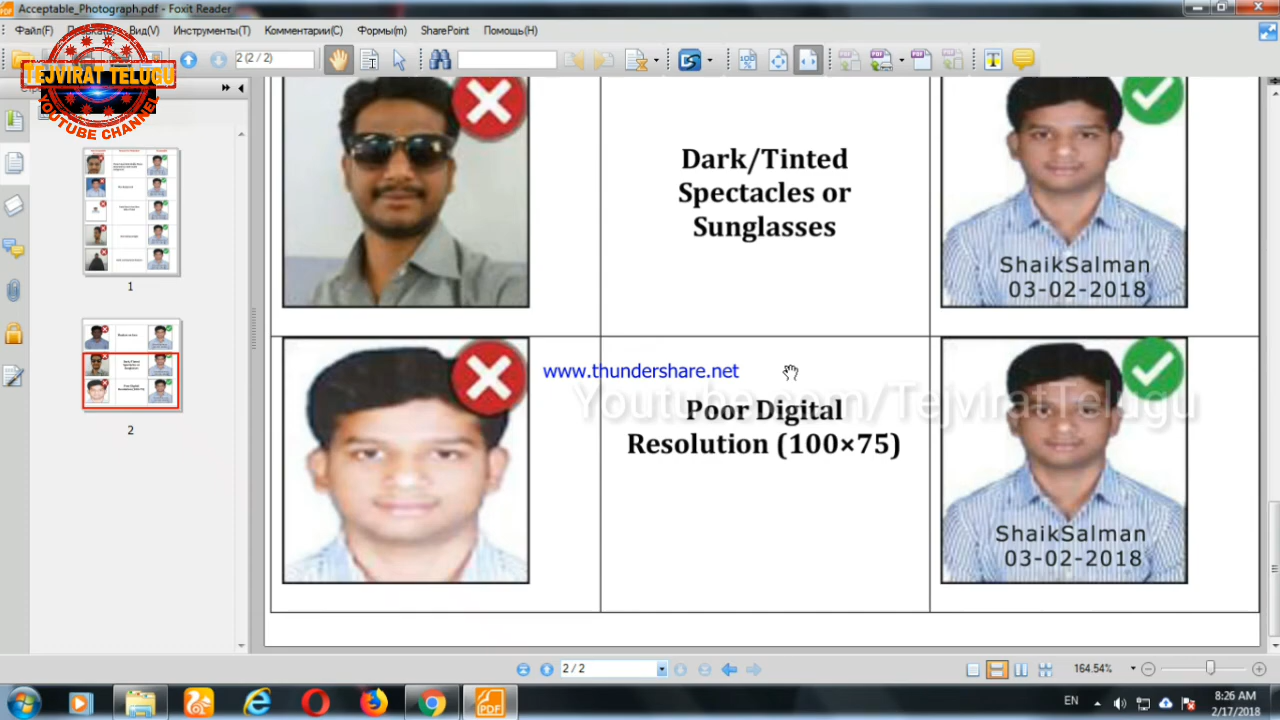 Acceptable_Photograph.pdf - Foxit Reader
Файл(F)
Вид(V)
Инструменты(T)
Комментарии(C)
Формы(m)
SharePoint
Помощь(H)
TEJVIRAT TELUGU
YOUTUBE CHANNEL
2 (2 / 2)
Dark/Tinted
Spectacles or
Sunglasses
ShaikSalman
03-02-2018
www.thundershare.net
Youtube.com/TejviratTelugu
Poor Digital
Resolution (100×75)
ShaikSalman
03-02-2018
1
2
2 / 2
164.54%
EN
8:26 AM
2/17/2018
PDF